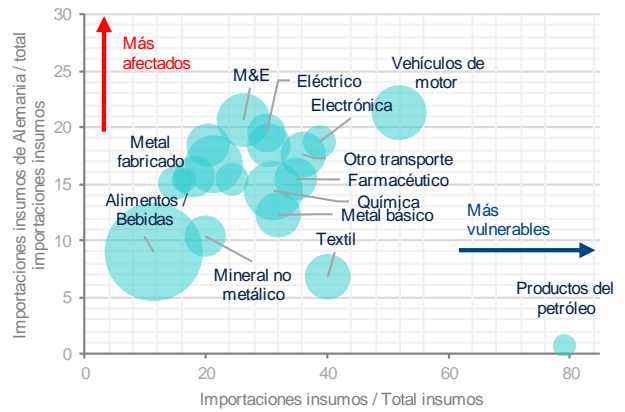 Importaciones insumos de Alemania / total
importaciones insumos
30
25
20
15
10
5
0
Más
afectados
M&E
Eléctrico
Electrónica
Vehículos de
motor
Metal
fabricado
Otro transporte
Farmacéutico
Química
Metal básico
Alimentos /
Bebidas
Más
vulnerables
Textil
Mineral no
metálico
Productos del
petróleo
0
20
40
60
80
Importaciones insumos / Total insumos